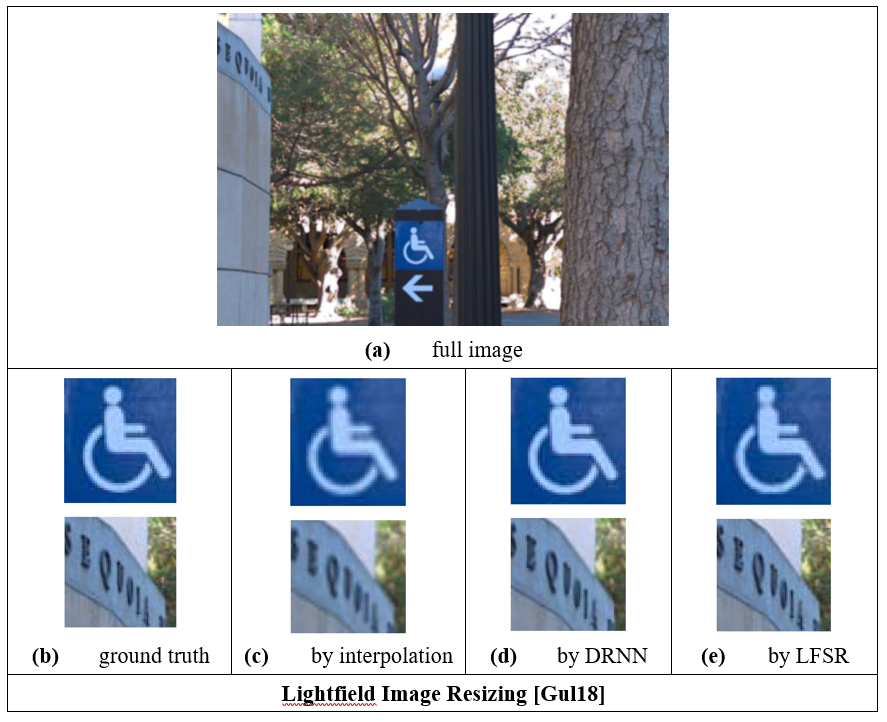 SEQUOIA
(a) full image
SEQUOIA
SEQUOIA
SEQUOIA
SEQUOIA
(b) ground truth (c) by interpolation (d) by DRNN (e) by LFSR
Lightfield Image Resizing [Gul18]